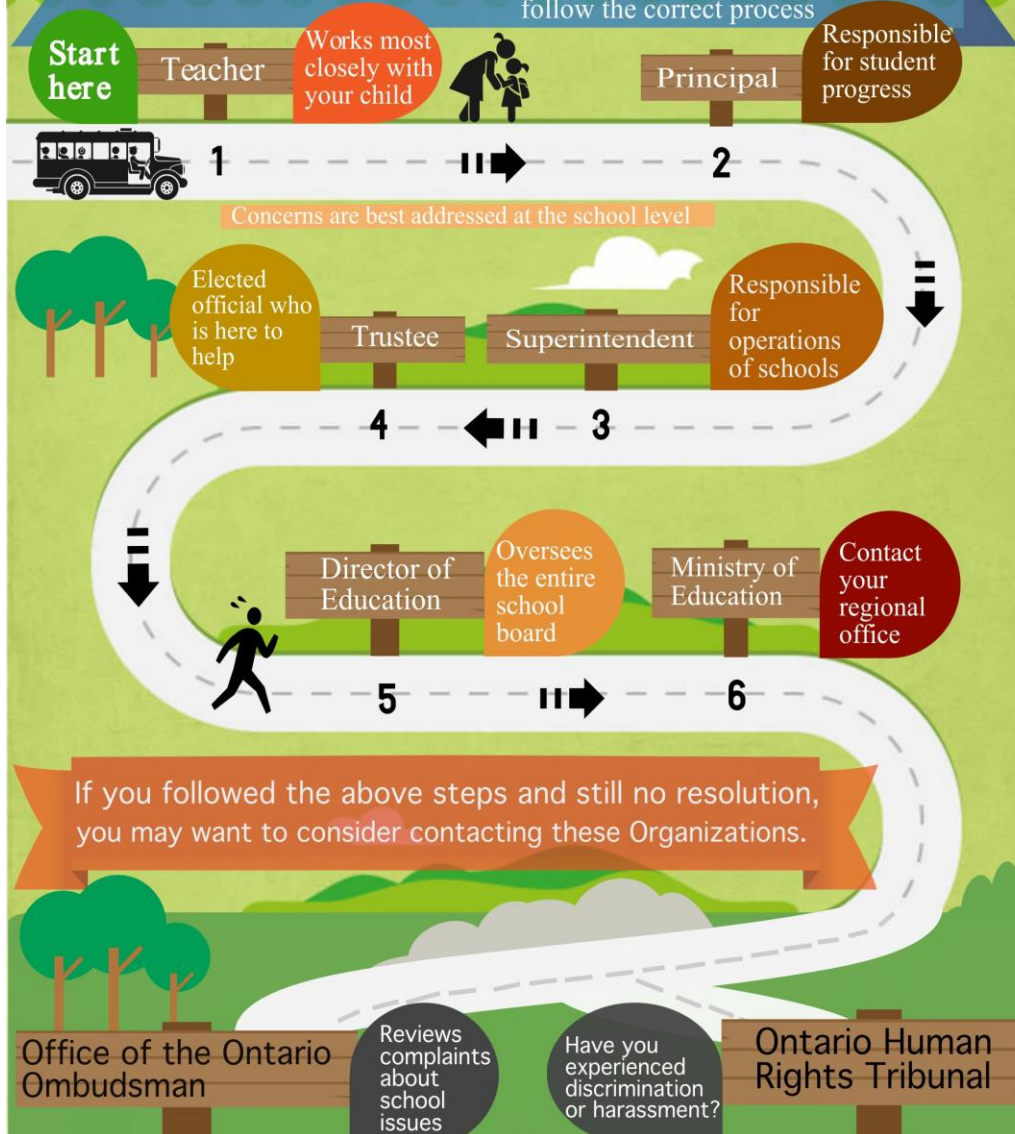 follow the correct process
Start
here
Teacher
Works most
closely with
your child
Principal
Responsible
for student
progress
1
2
Concerns are best addressed at the school level
Elected
official who
is here to
help
Trustee
Superintendent
Responsible
for
operations
of schools
4
3
Director of
Education
Oversees
the entire
school
board
Ministry of
Education
Contact
your
regional
office
5
6
If you followed the above steps and still no resolution,
you may want to consider contacting these Organizations.
Office of the Ontario
Ombudsman
Reviews
complaints
about
school
issues
Have you
experienced
discrimination
or harassment?
Ontario Human
Rights Tribunal